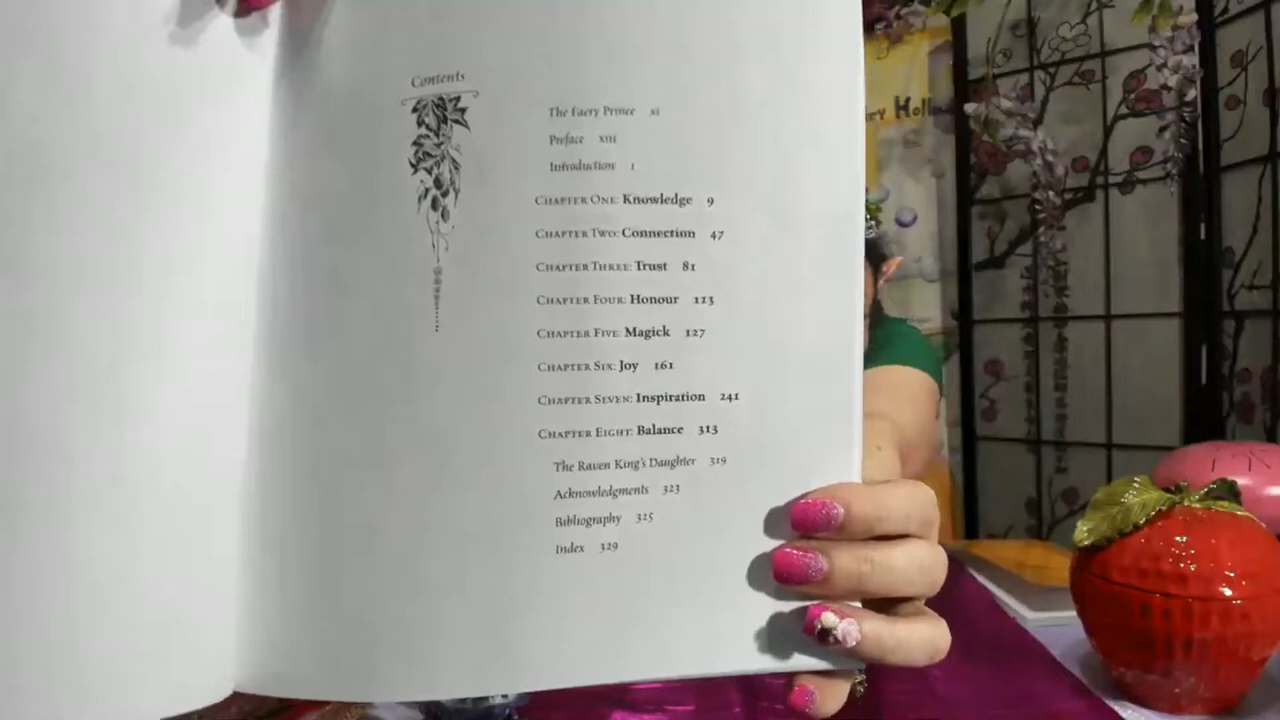 Contents
The Faery Prince xi
Preface xiii
Introduction 1
Chapter One: Knowledge 9
Chapter Two: Connection 47
Chapter Three: Trust 81
Chapter Four: Honour 113
Chapter Five: Magick 127
Chapter Six: Joy 161
Chapter Seven: Inspiration 241
Chapter Eight: Balance 313
The Raven King's Daughter 319
Acknowledgments 323
Bibliography 325
Index 329